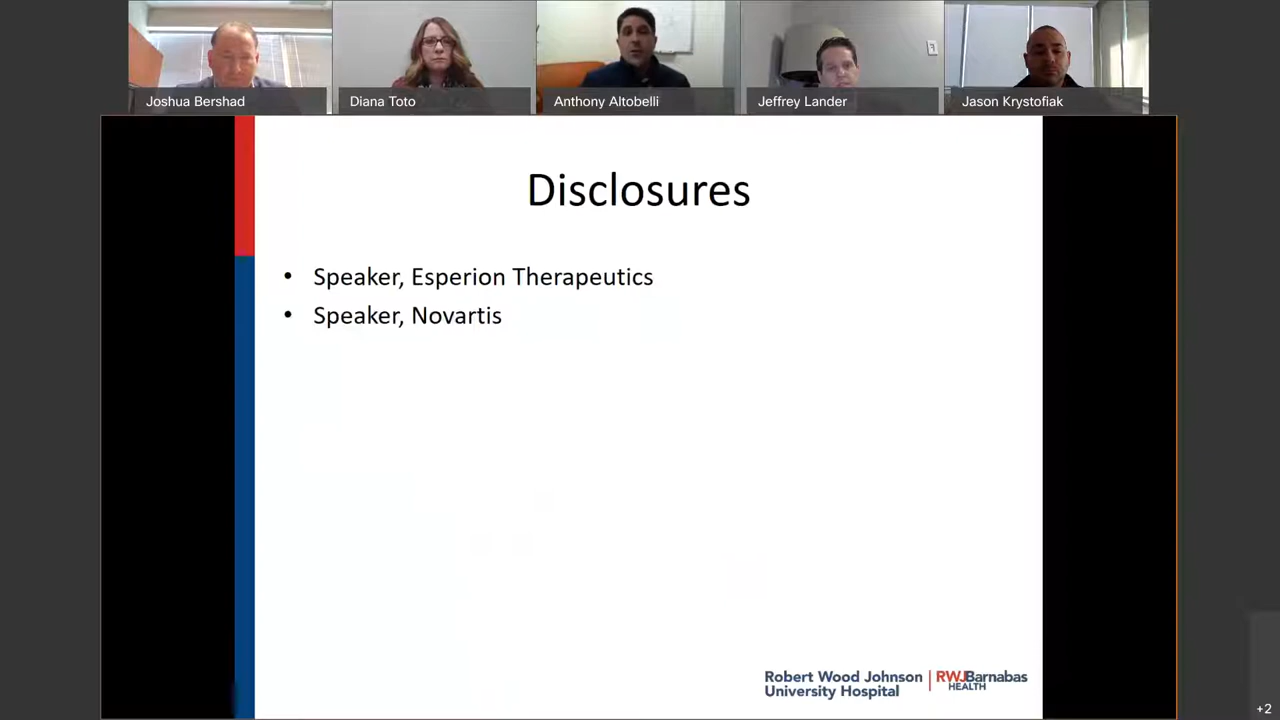 Joshua Bershad
Diana Toto
Anthony Altobelli
Jeffrey Lander
Jason Krystofiak
Disclosures
• Speaker, Esperion Therapeutics
• Speaker, Novartis
Robert Wood Johnson
University Hospital
RWJBarnabas
HEALTH
+2